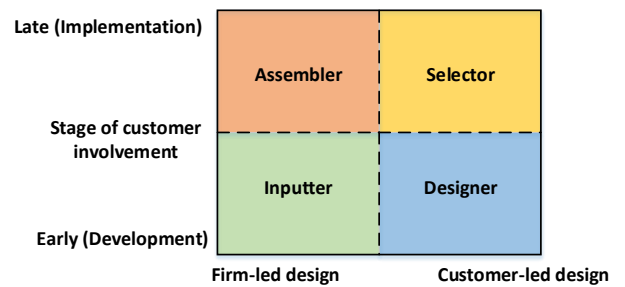 Late (Implementation)
Assembler
Selector
Stage of customer
involvement
Inputter
Designer
Early (Development)
Firm-led design
Customer-led design